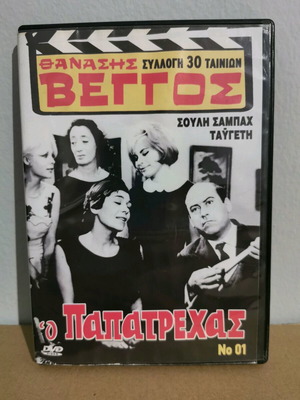 ΘΑΝΑΣΗΣ ΣΥΛΛΟΓΗ 30 ΤΑΙΝΙΩΝ
ΒΕΓΓΟΣ
ΣΟΥΛΗ ΣΑΜΠΑΧ
ΤΑΫΓΕΤΗ
Ὁ ΠΑΠΑΤΡΕΧΑΣ
No 01
DVD